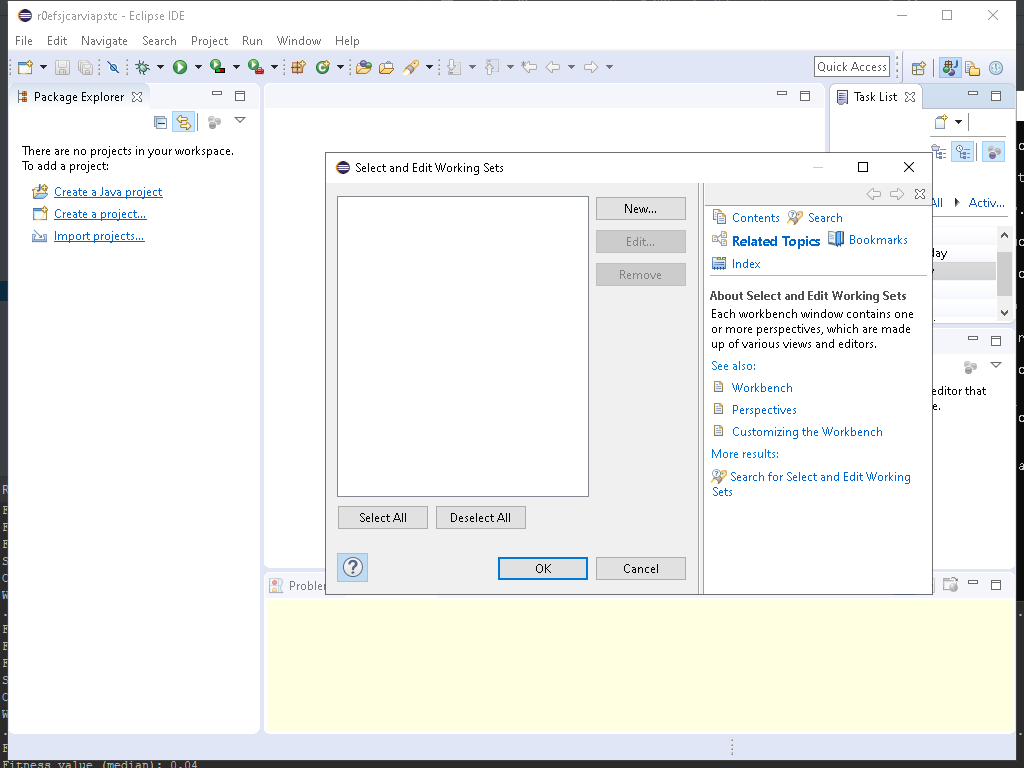 r0efsjcarviapstc - Eclipse IDE
File Edit Navigate Search Project Run Window Help
Quick Access
Package Explorer
Task List
There are no projects in your workspace.
To add a project:
Create a Java project
Create a project...
Import projects...
Select and Edit Working Sets
New...
Edit...
Remove
Select All
Deselect All
OK
Cancel
Contents
Search
Related Topics
Bookmarks
Index
About Select and Edit Working Sets
Each workbench window contains one
or more perspectives, which are made
up of various views and editors.
See also:
Workbench
Perspectives
Customizing the Workbench
More results:
Search for Select and Edit Working
Sets
All
Activ...
editor that
Fitness value (median): 0.04